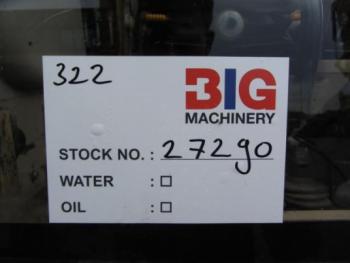 322
BIG
MACHINERY
STOCK NO. : 27290
WATER : ☐
OIL : ☐